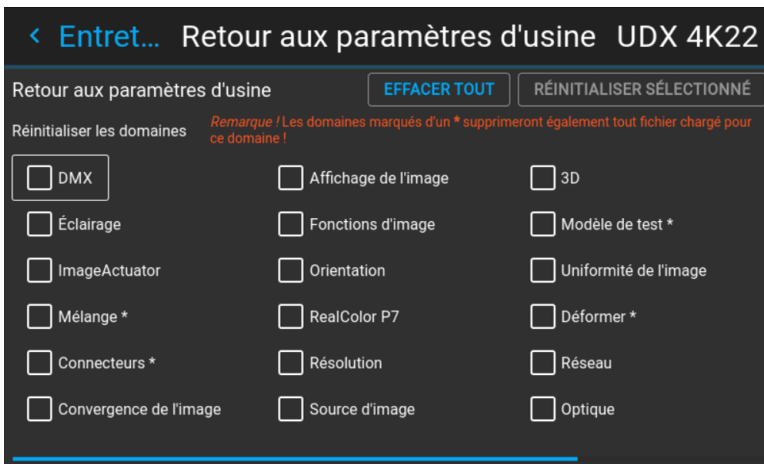 Entret... Retour aux paramètres d'usine UDX 4K22
Retour aux paramètres d'usine EFFACER TOUT RÉINITIALISER SÉLECTIONNÉ
Réinitialiser les domaines Remarque ! Les domaines marqués d'un * supprimeront également tout fichier chargé pour
ce domaine !
DMX Affichage de l'image 3D
Éclairage Fonctions d'image Modèle de test *
ImageActuator Orientation Uniformité de l'image
Mélange * RealColor P7 Déformer *
Connecteurs * Résolution Réseau
Convergence de l'image Source d'image Optique